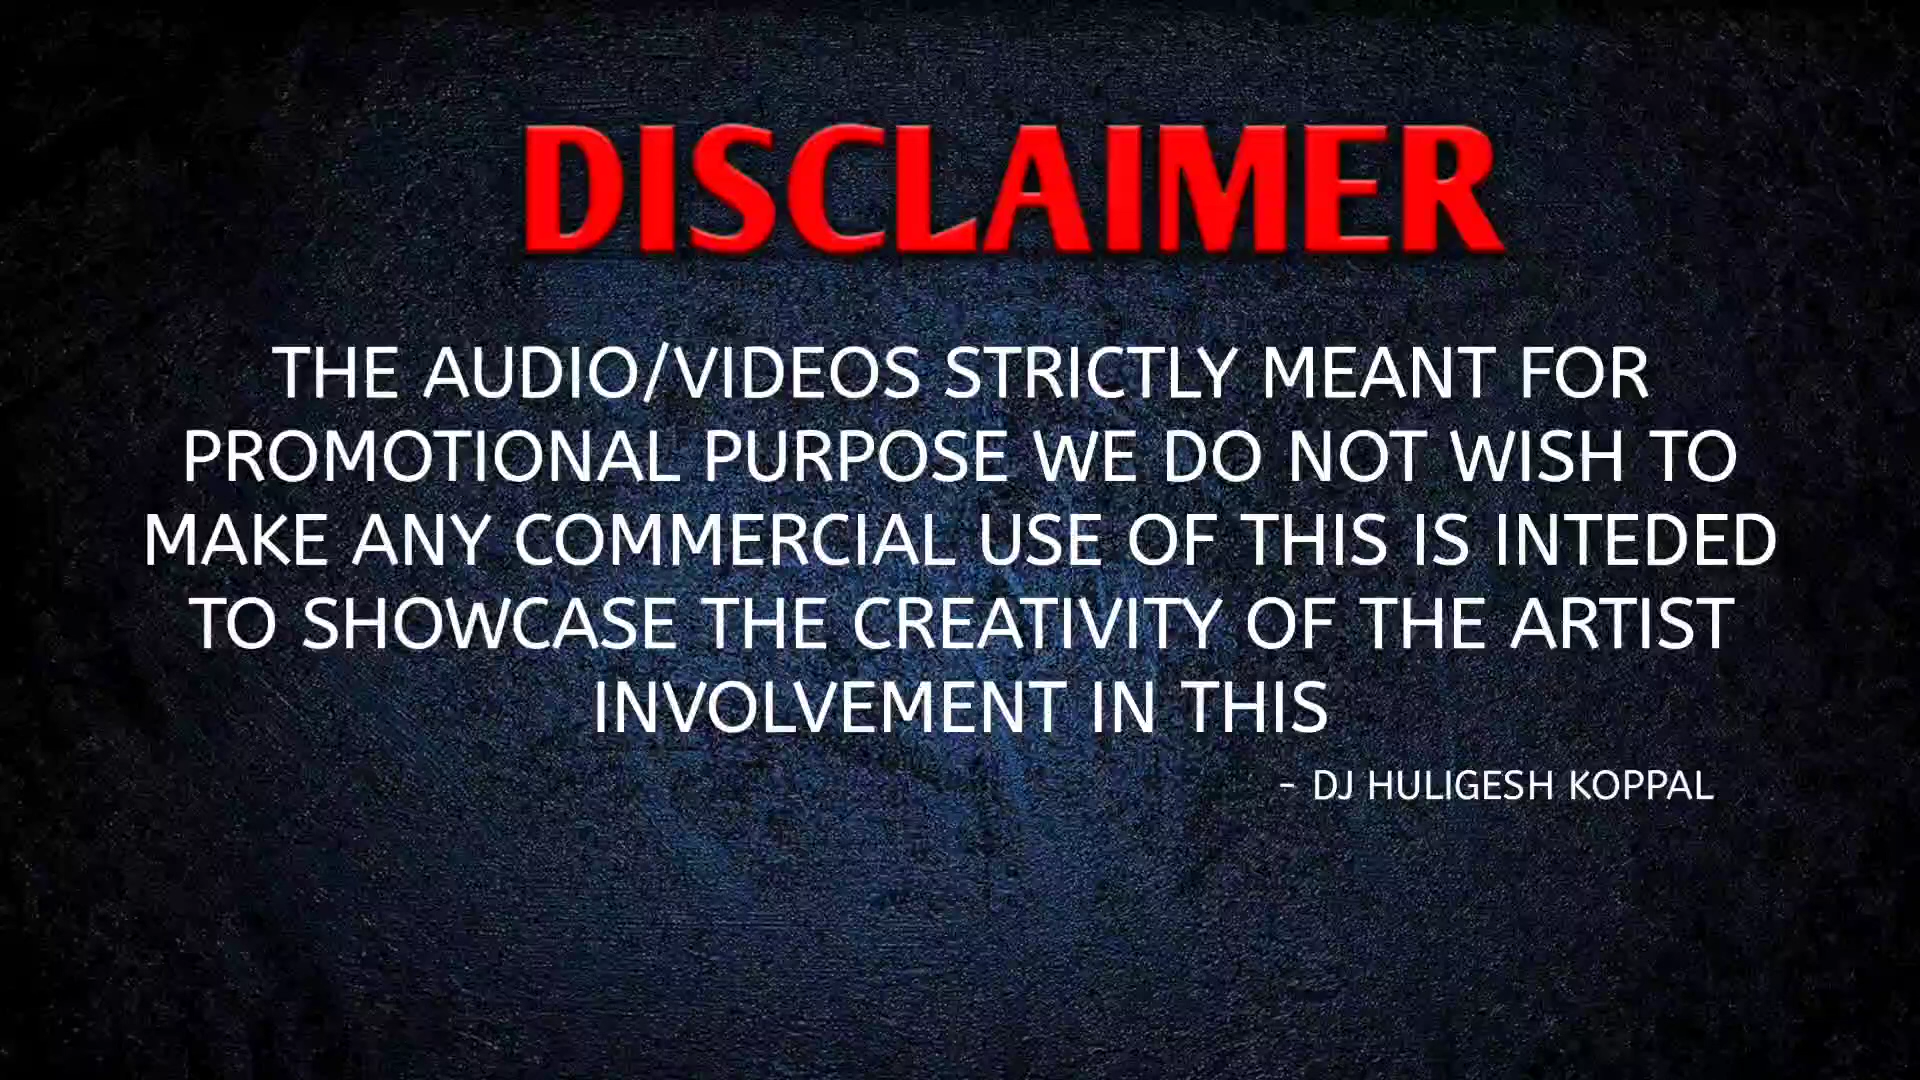 DISCLAIMER
THE AUDIO/VIDEOS STRICTLY MEANT FOR
PROMOTIONAL PURPOSE WE DO NOT WISH TO
MAKE ANY COMMERCIAL USE OF THIS IS INTEDED
TO SHOWCASE THE CREATIVITY OF THE ARTIST
INVOLVEMENT IN THIS
- DJ HULIGESH KOPPAL